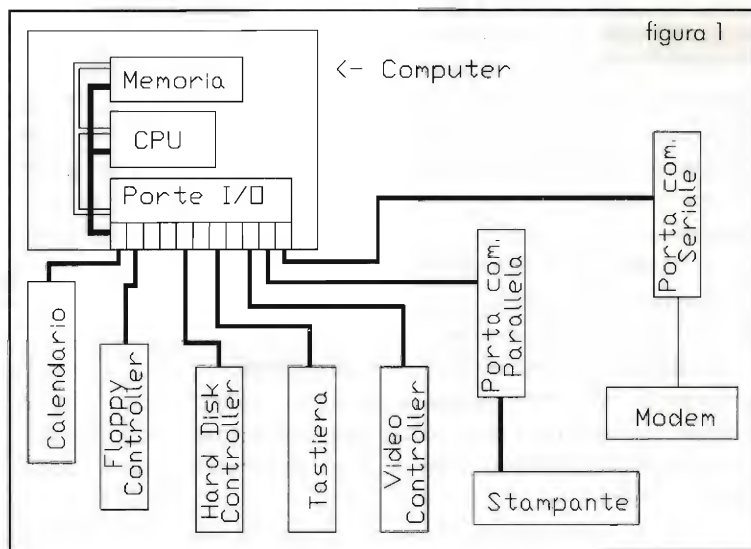 figura 1
<- Computer
Memoria
CPU
Porte I/O
Calendario
Floppy
Controller
Hard Disk
Controller
Tastiera
Video
Controller
Porta com.
Parallela
Stampante
Porta com.
Seriale
Modem